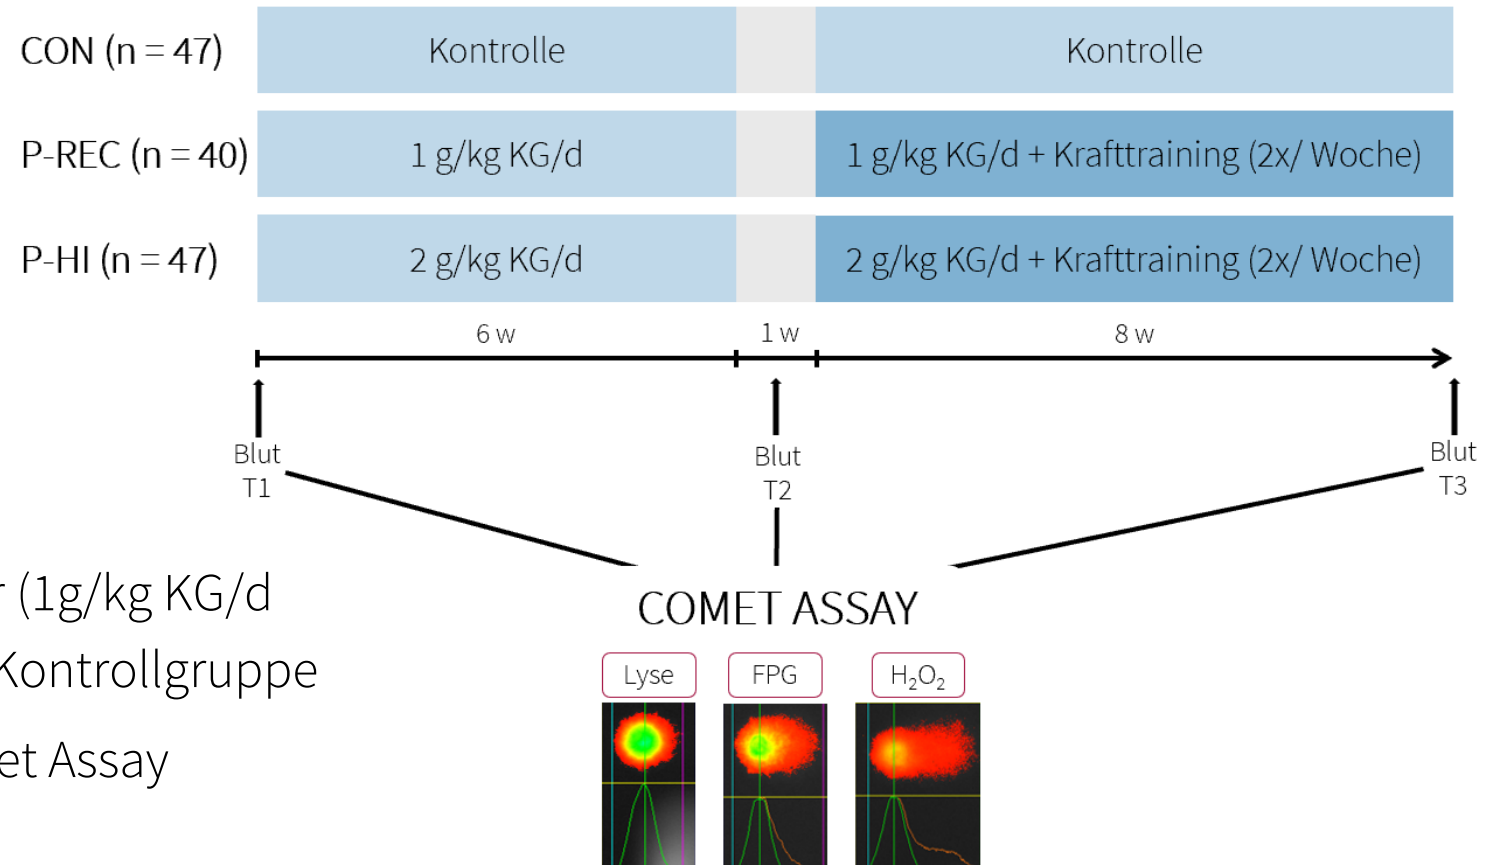 CON (n = 47)
Kontrolle
Kontrolle
P-REC (n = 40)
1 g/kg KG/d
1 g/kg KG/d + Krafttraining (2x/ Woche)
P-HI (n = 47)
2 g/kg KG/d
2 g/kg KG/d + Krafttraining (2x/ Woche)
6 w
1 w
8 w
Blut
T1
Blut
T2
Blut
T3
(1g/kg KG/d
Kontrollgruppe
Assay
COMET ASSAY
Lyse
FPG
H₂O₂